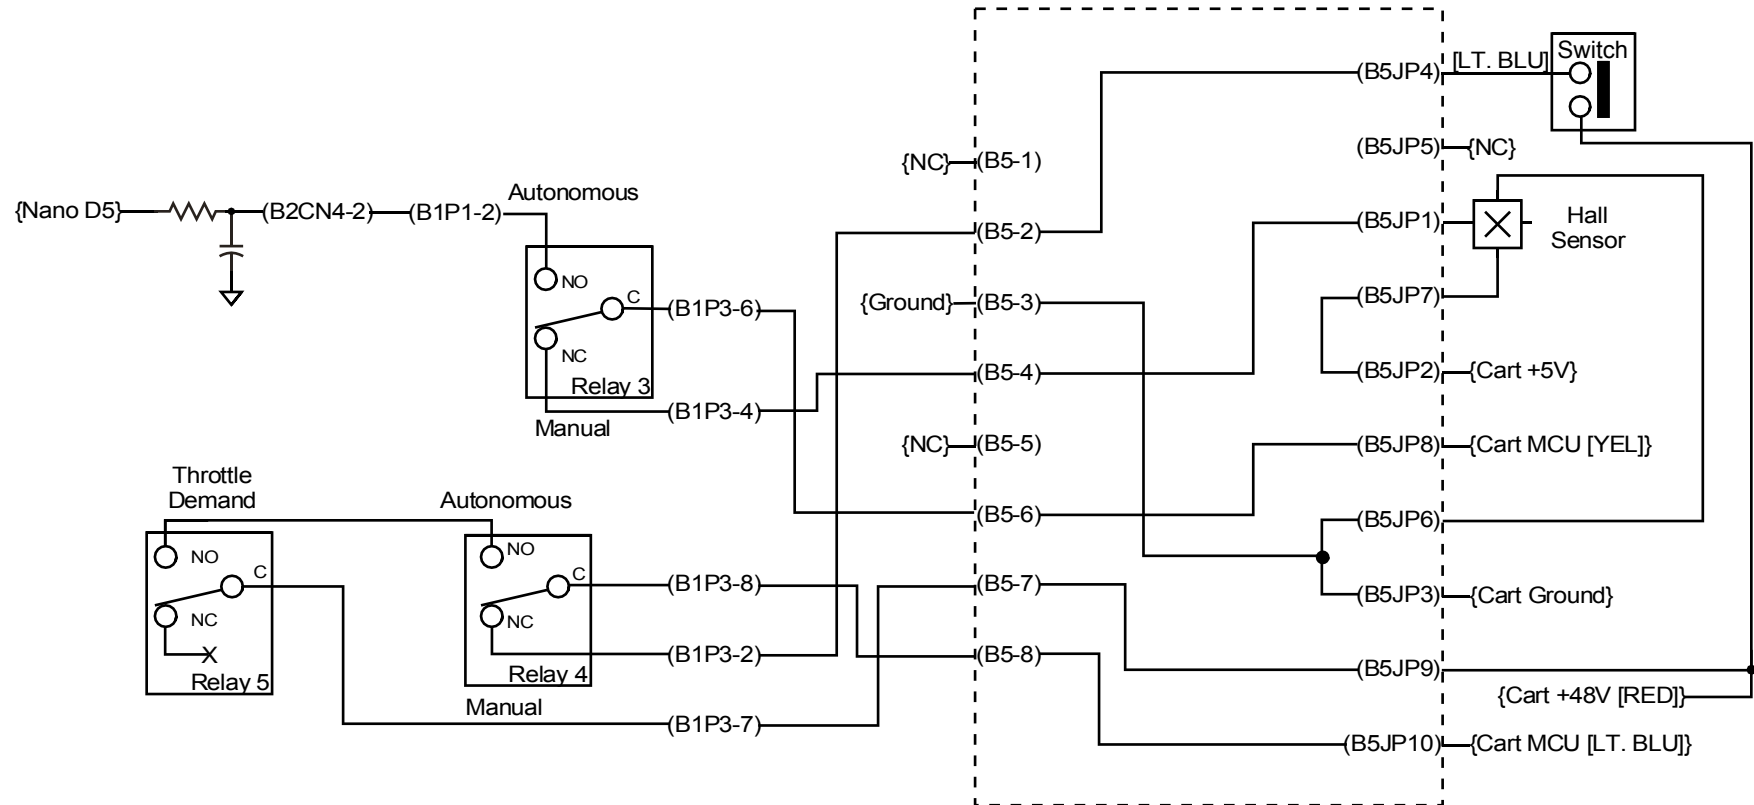 Switch
[LT. BLU]
(B5JP4)
(B5JP5)
{NC}
{NC}
(B5-1)
Autonomous
{Nano D5}
(B2CN4-2)
(B1P1-2)
(B5-2)
(B5JP1)
Hall
Sensor
NO
C
(B1P3-6)
NC
Relay 3
{Ground}
(B5-3)
(B5JP7)
(B5-4)
(B5JP2)
{Cart +5V}
(B1P3-4)
Manual
{NC}
(B5-5)
(B5JP8)
{Cart MCU [YEL]}
Throttle
Demand
Autonomous
(B5-6)
(B5JP6)
NO
C
NC
X
Relay 5
NO
C
NC
Relay 4
Manual
(B1P3-8)
(B5-7)
(B5JP3)
{Cart Ground}
(B1P3-2)
(B5-8)
(B5JP9)
{Cart +48V [RED]}
(B1P3-7)
(B5JP10)
{Cart MCU [LT. BLU]}